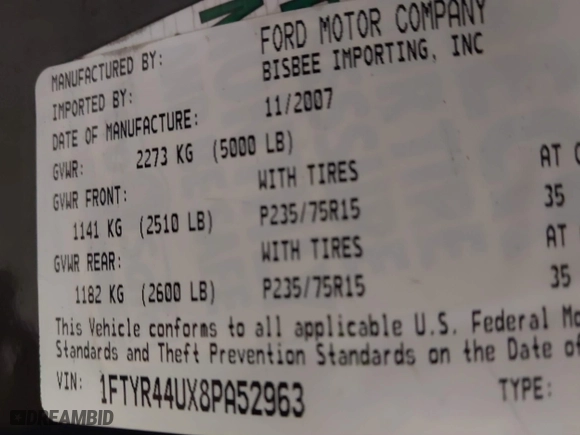 MANUFACTURED BY: FORD MOTOR COMPANY
IMPORTED BY: BISBEE IMPORTING, INC
DATE OF MANUFACTURE: 11/2007
GVWR: 2273 KG (5000 LB)
GVWR FRONT: WITH TIRES AT
1141 KG (2510 LB) P235/75R15 35
GVWR REAR: WITH TIRES AT
1182 KG (2600 LB) P235/75R15 35
This Vehicle conforms to all applicable U.S. Federal Mo
Standards and Theft Prevention Standards on the Date of
VIN: 1FTYR44UX8PA52963 TYPE:
DREAMBID